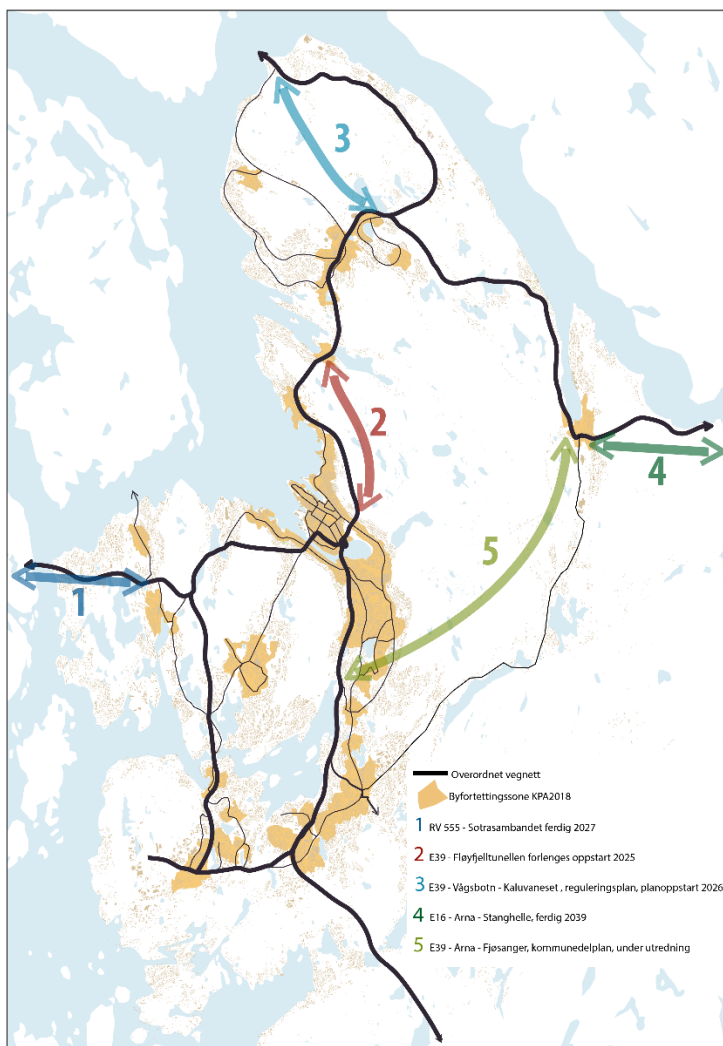 3
2
4
5
1
Overordnet vegnett
Byfortettingssone KPA2018
1 RV 555 - Sotrasambandet ferdig 2027
2 E39 - Fløyfjelltunellen forlenges oppstart 2025
3 E39 - Vågsbotn - Kaluvaneset , reguleringsplan, planoppstart 2026
4 E16 - Arna - Stanghelle, ferdig 2039
5 E39 - Arna - Fjøsanger, kommunedelplan, under utredning